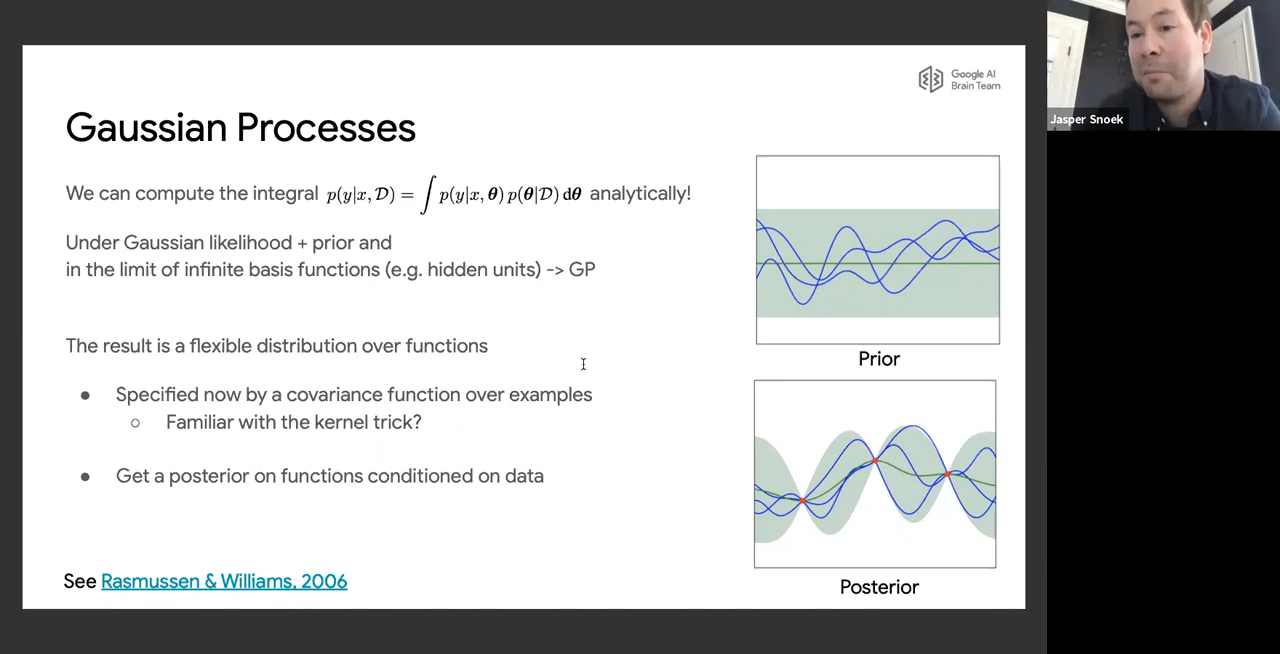 Google AI
Brain Team
Jasper Snoek
Gaussian Processes
We can compute the integral p(y|x, 𝒟) = ∫ p(y|x, θ) p(θ|𝒟) dθ analytically!
Under Gaussian likelihood + prior and
in the limit of infinite basis functions (e.g. hidden units) -> GP
The result is a flexible distribution over functions
● Specified now by a covariance function over examples
○ Familiar with the kernel trick?
● Get a posterior on functions conditioned on data
See Rasmussen & Williams, 2006
Prior
Posterior